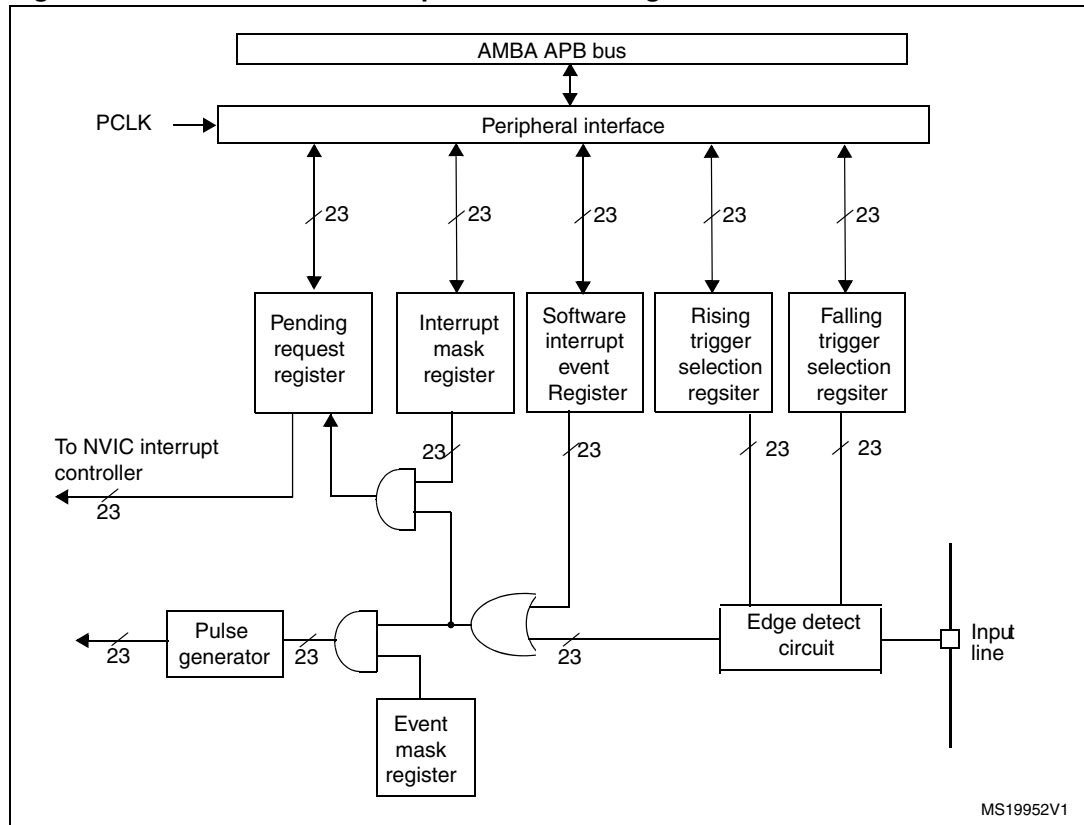 AMBA APB bus
PCLK
Peripheral interface
23
23
23
23
23
Pending
request
register
Interrupt
mask
register
Software
interrupt
event
Register
Rising
trigger
selection
regsiter
Falling
trigger
selection
regsiter
To NVIC interrupt
controller
23
23
23
23
23
Pulse
generator
23
23
23
Edge detect
circuit
Input
line
Event
mask
register
MS19952V1